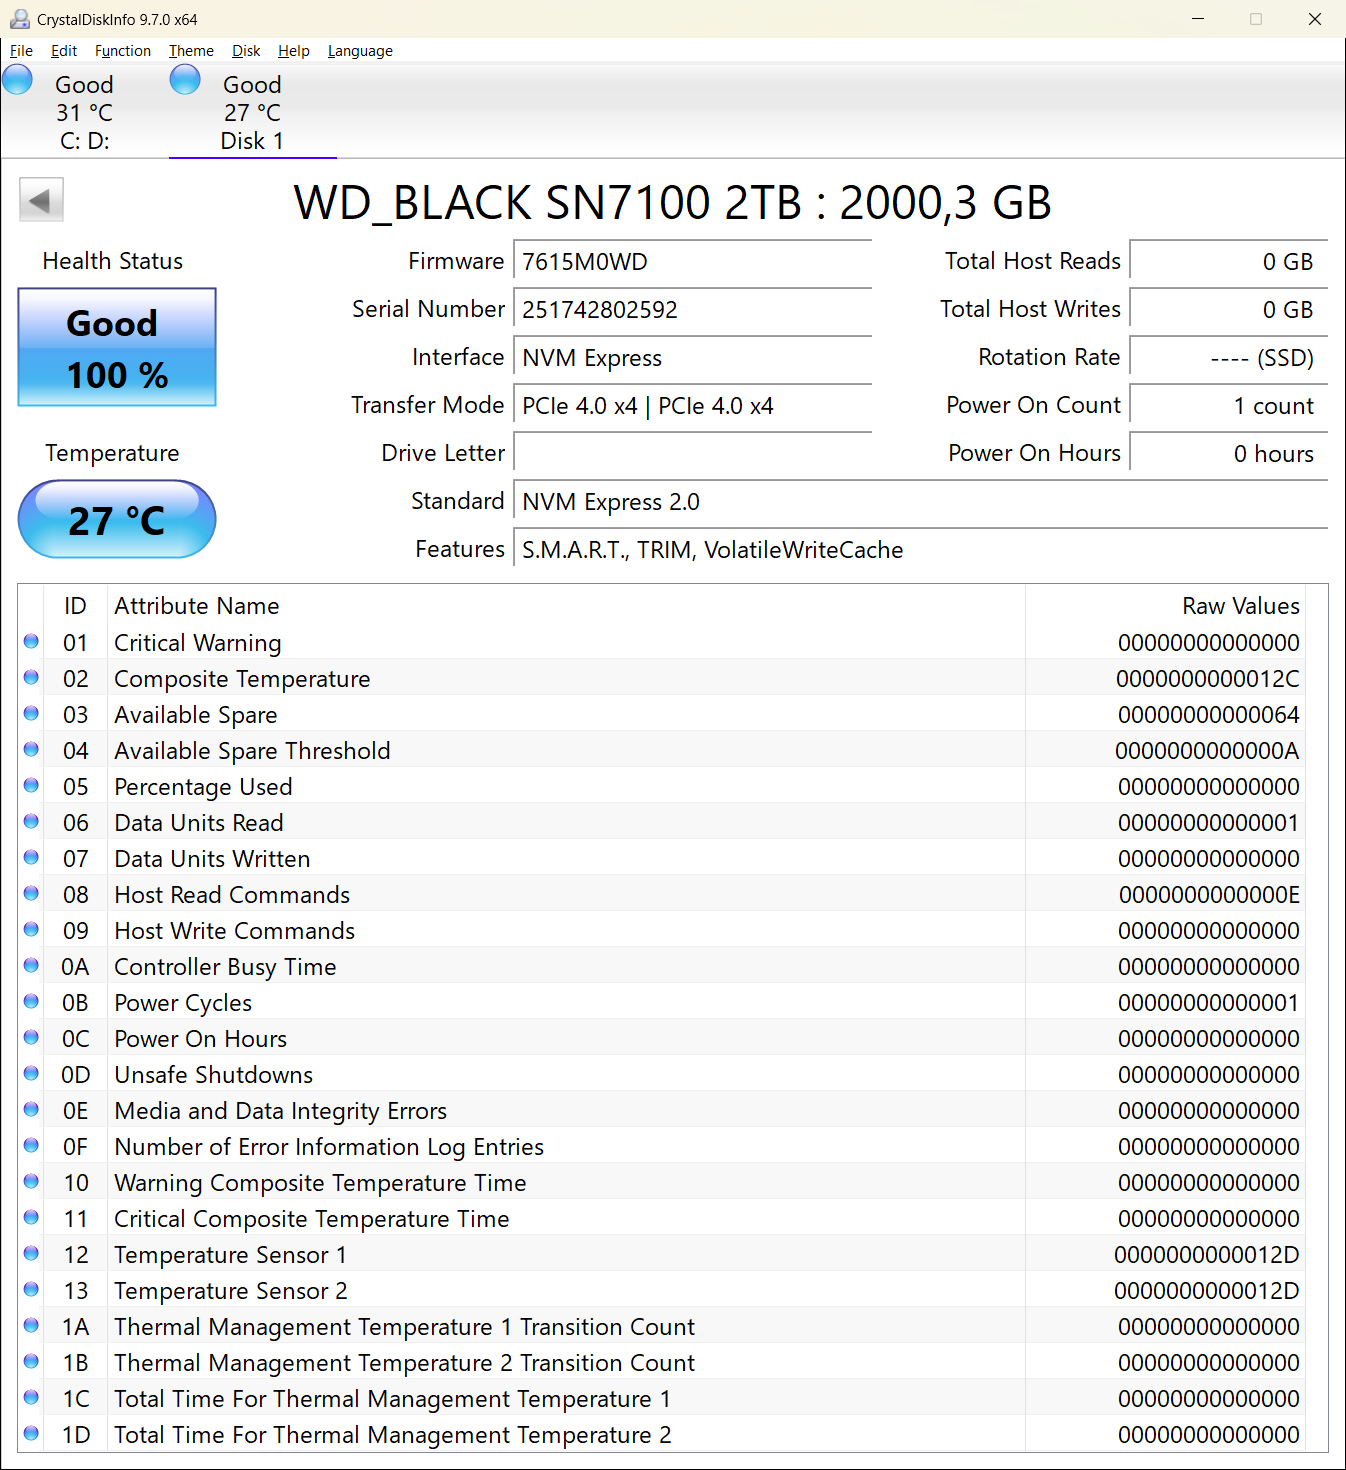 CrystalDiskInfo 9.7.0 x64
File Edit Function Theme Disk Help Language
Good Good
31 °C 27 °C
C: D: Disk 1
WD_BLACK SN7100 2TB : 2000,3 GB
Health Status Firmware 7615M0WD Total Host Reads 0 GB
Good Serial Number 251742802592 Total Host Writes 0 GB
100 % Interface NVM Express Rotation Rate ---- (SSD)
Transfer Mode PCIe 4.0 x4 | PCIe 4.0 x4 Power On Count 1 count
Temperature Drive Letter Power On Hours 0 hours
27 °C Standard NVM Express 2.0
Features S.M.A.R.T., TRIM, VolatileWriteCache
ID Attribute Name Raw Values
01 Critical Warning 00000000000000
02 Composite Temperature 0000000000012C
03 Available Spare 00000000000064
04 Available Spare Threshold 0000000000000A
05 Percentage Used 00000000000000
06 Data Units Read 00000000000001
07 Data Units Written 00000000000000
08 Host Read Commands 0000000000000E
09 Host Write Commands 00000000000000
0A Controller Busy Time 00000000000000
0B Power Cycles 00000000000001
0C Power On Hours 00000000000000
0D Unsafe Shutdowns 00000000000000
0E Media and Data Integrity Errors 00000000000000
0F Number of Error Information Log Entries 00000000000000
10 Warning Composite Temperature Time 00000000000000
11 Critical Composite Temperature Time 00000000000000
12 Temperature Sensor 1 0000000000012D
13 Temperature Sensor 2 0000000000012D
1A Thermal Management Temperature 1 Transition Count 00000000000000
1B Thermal Management Temperature 2 Transition Count 00000000000000
1C Total Time For Thermal Management Temperature 1 00000000000000
1D Total Time For Thermal Management Temperature 2 00000000000000